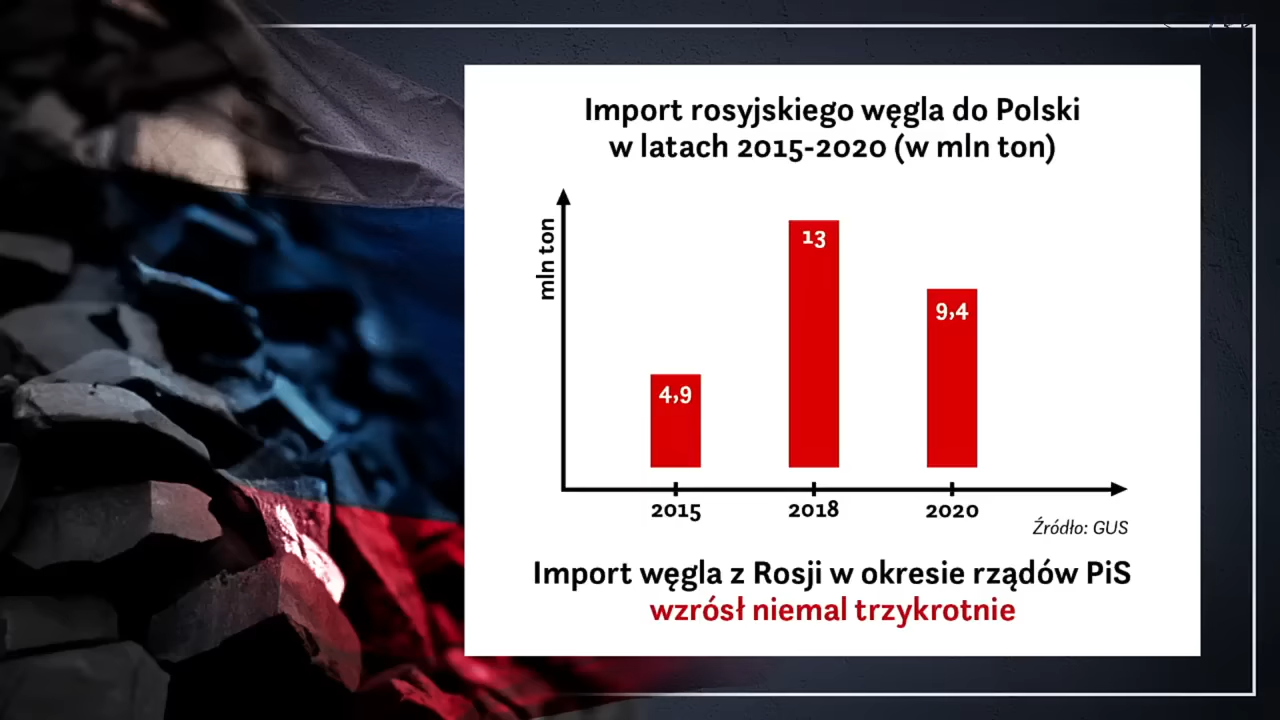 Import rosyjskiego węgla do Polski
w latach 2015-2020 (w mln ton)
mln ton
13
9,4
4,9
2015
2018
2020
Źródło: GUS
Import węgla z Rosji w okresie rządów PiS
wzrósł niemal trzykrotnie